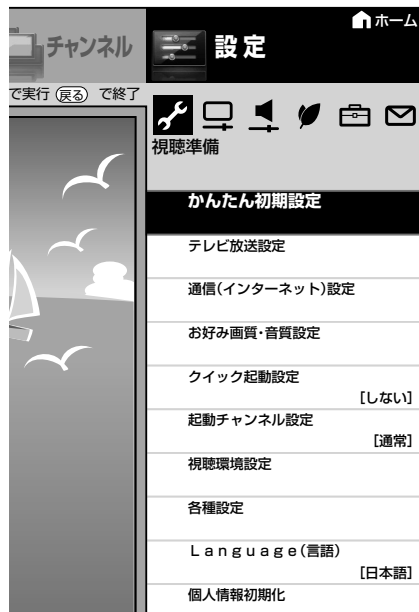 ホーム
チャンネル
設定
で実行 戻る で終了
視聴準備
かんたん初期設定
テレビ放送設定
通信(インターネット)設定
お好み画質・音質設定
クイック起動設定
[しない]
起動チャンネル設定
[通常]
視聴環境設定
各種設定
Language(言語)
[日本語]
個人情報初期化